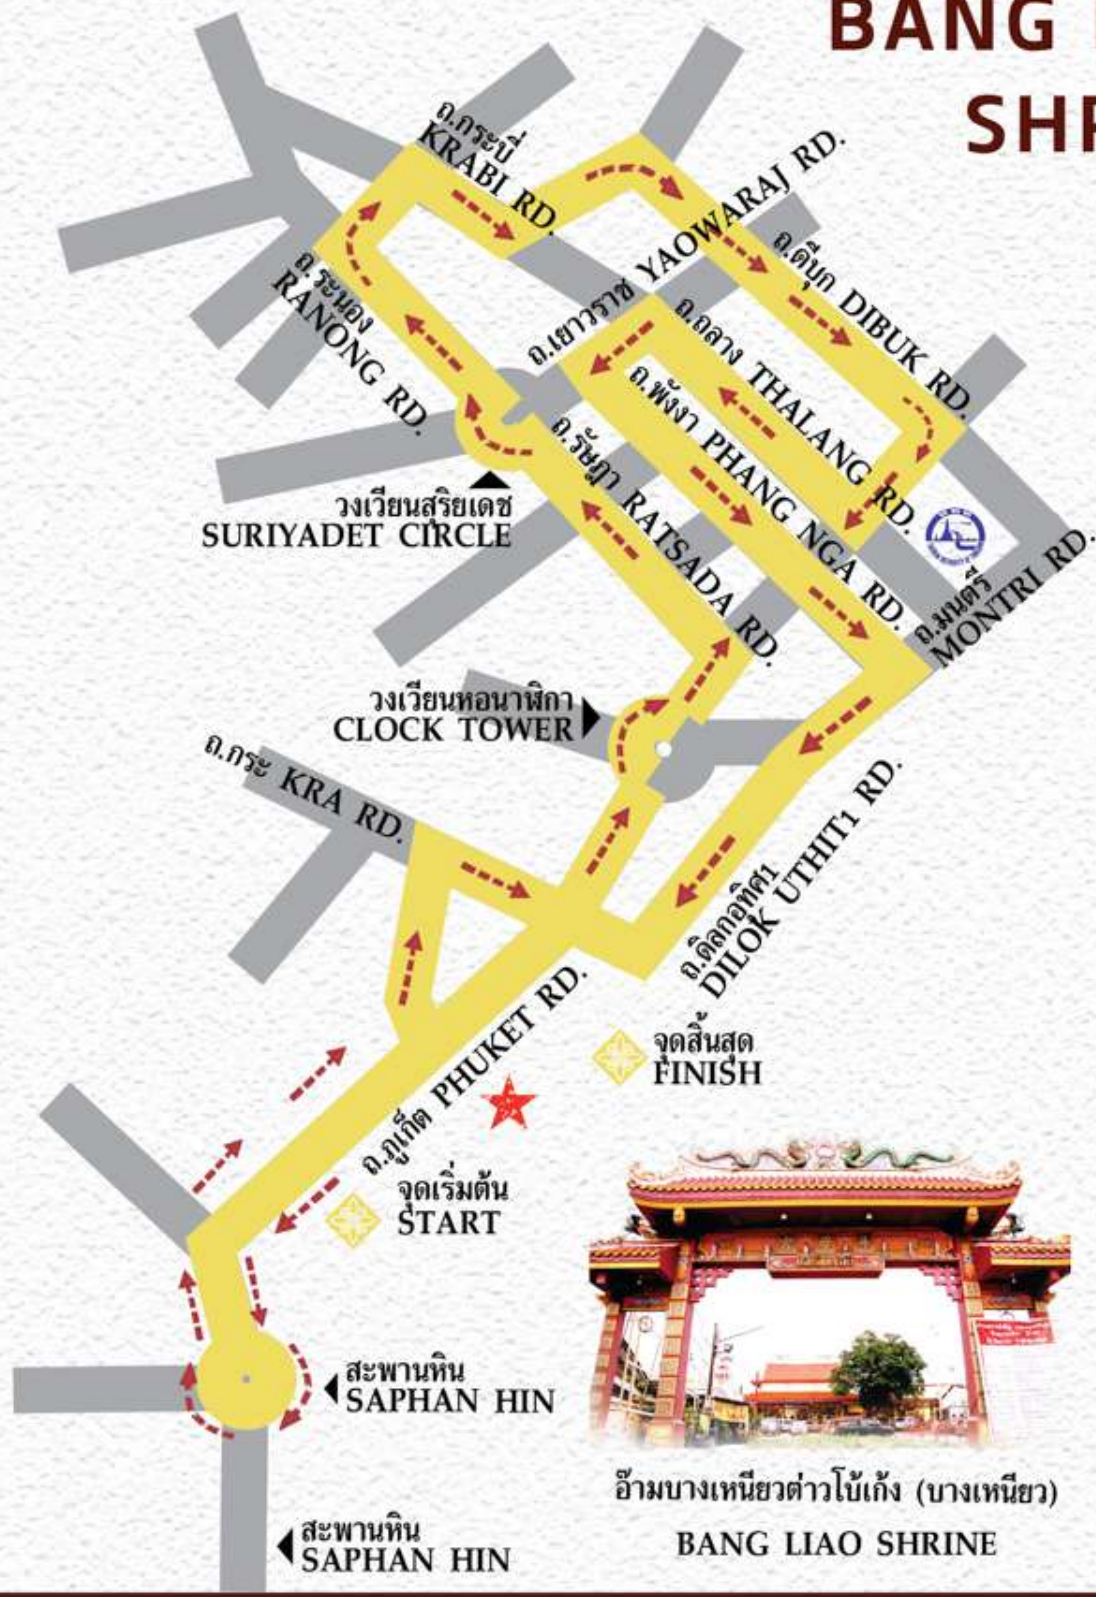 BANG
SHR
ถ.กระบี่
KRABI RD.
ถ.เยาวราช YAOWARAJ RD.
ถ.ดีบุก DIBUK RD.
ถ.ระนอง
RANONG RD.
ถ.ถลาง THALANG RD.
ถ.พังงา PHANG NGA RD.
ถ.รัษฎา RATSADA RD.
วงเวียนสุริยเดช
SURIYADET CIRCLE
ถ.มนตรี
MONTRI RD.
วงเวียนหอนาฬิกา
CLOCK TOWER
ถ.กระ KRA RD.
ถ.ดิลกอุทิศ1
DILOK UTHIT1 RD.
ถ.ภูเก็ต PHUKET RD.
จุดสิ้นสุด
FINISH
จุดเริ่มต้น
START
สะพานหิน
SAPHAN HIN
อ๊ามบางเหนียวต่าวโบ้เก้ง (บางเหนียว)
BANG LIAO SHRINE
สะพานหิน
SAPHAN HIN